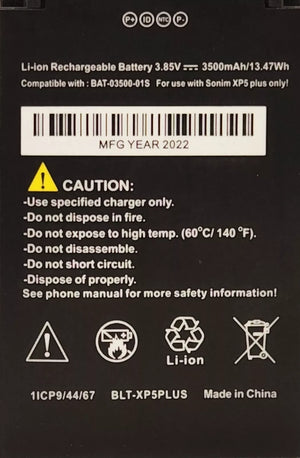 P+ ID NTC P-
Li-ion Rechargeable Battery 3.85V ⎓ 3500mAh/13.47Wh
Compatible with : BAT-03500-01S For use with Sonim XP5 plus only!
MFG YEAR 2022
CAUTION:
-Use specified charger only.
-Do not dispose in fire.
-Do not expose to high temp. (60°C/ 140 °F).
-Do not disassemble.
-Do not short circuit.
-Dispose of properly.
See phone manual for more safety information!
Li-ion
1ICP9/44/67 BLT-XP5PLUS Made in China